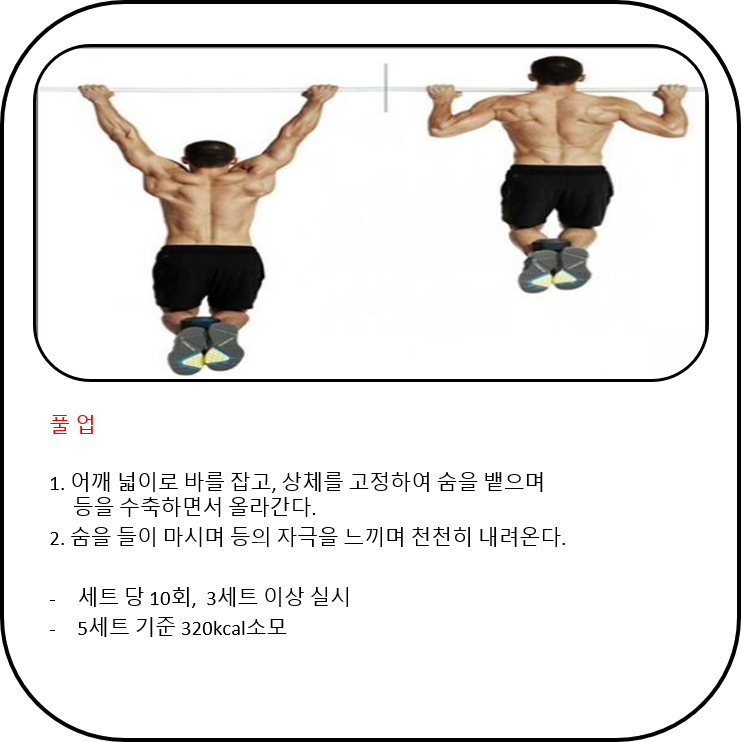 풀 업
1. 어깨 넓이로 바를 잡고, 상체를 고정하여 숨을 뱉으며
등을 수축하면서 올라간다.
2. 숨을 들이 마시며 등의 자극을 느끼며 천천히 내려온다.
- 세트 당 10회, 3세트 이상 실시
- 5세트 기준 320kcal소모